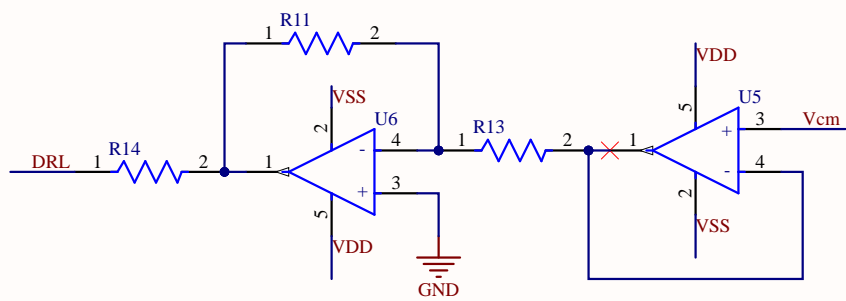 R11
1 2
VDD
VSS
U6
U5
2
5
Vcm
R14
R13
+ 3
DRL 1 2 1 - 4 1 2 1
- 4
+ 3
5
2
VDD
VSS
GND